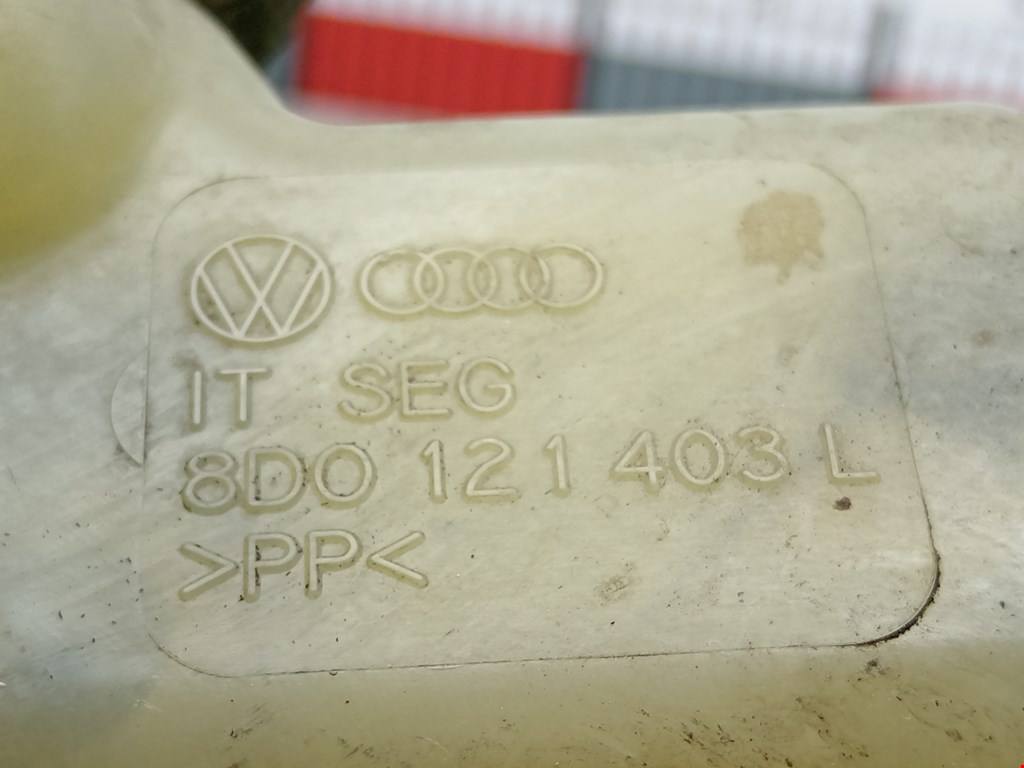 IT SEG
8D0 121 403 L
>PP<